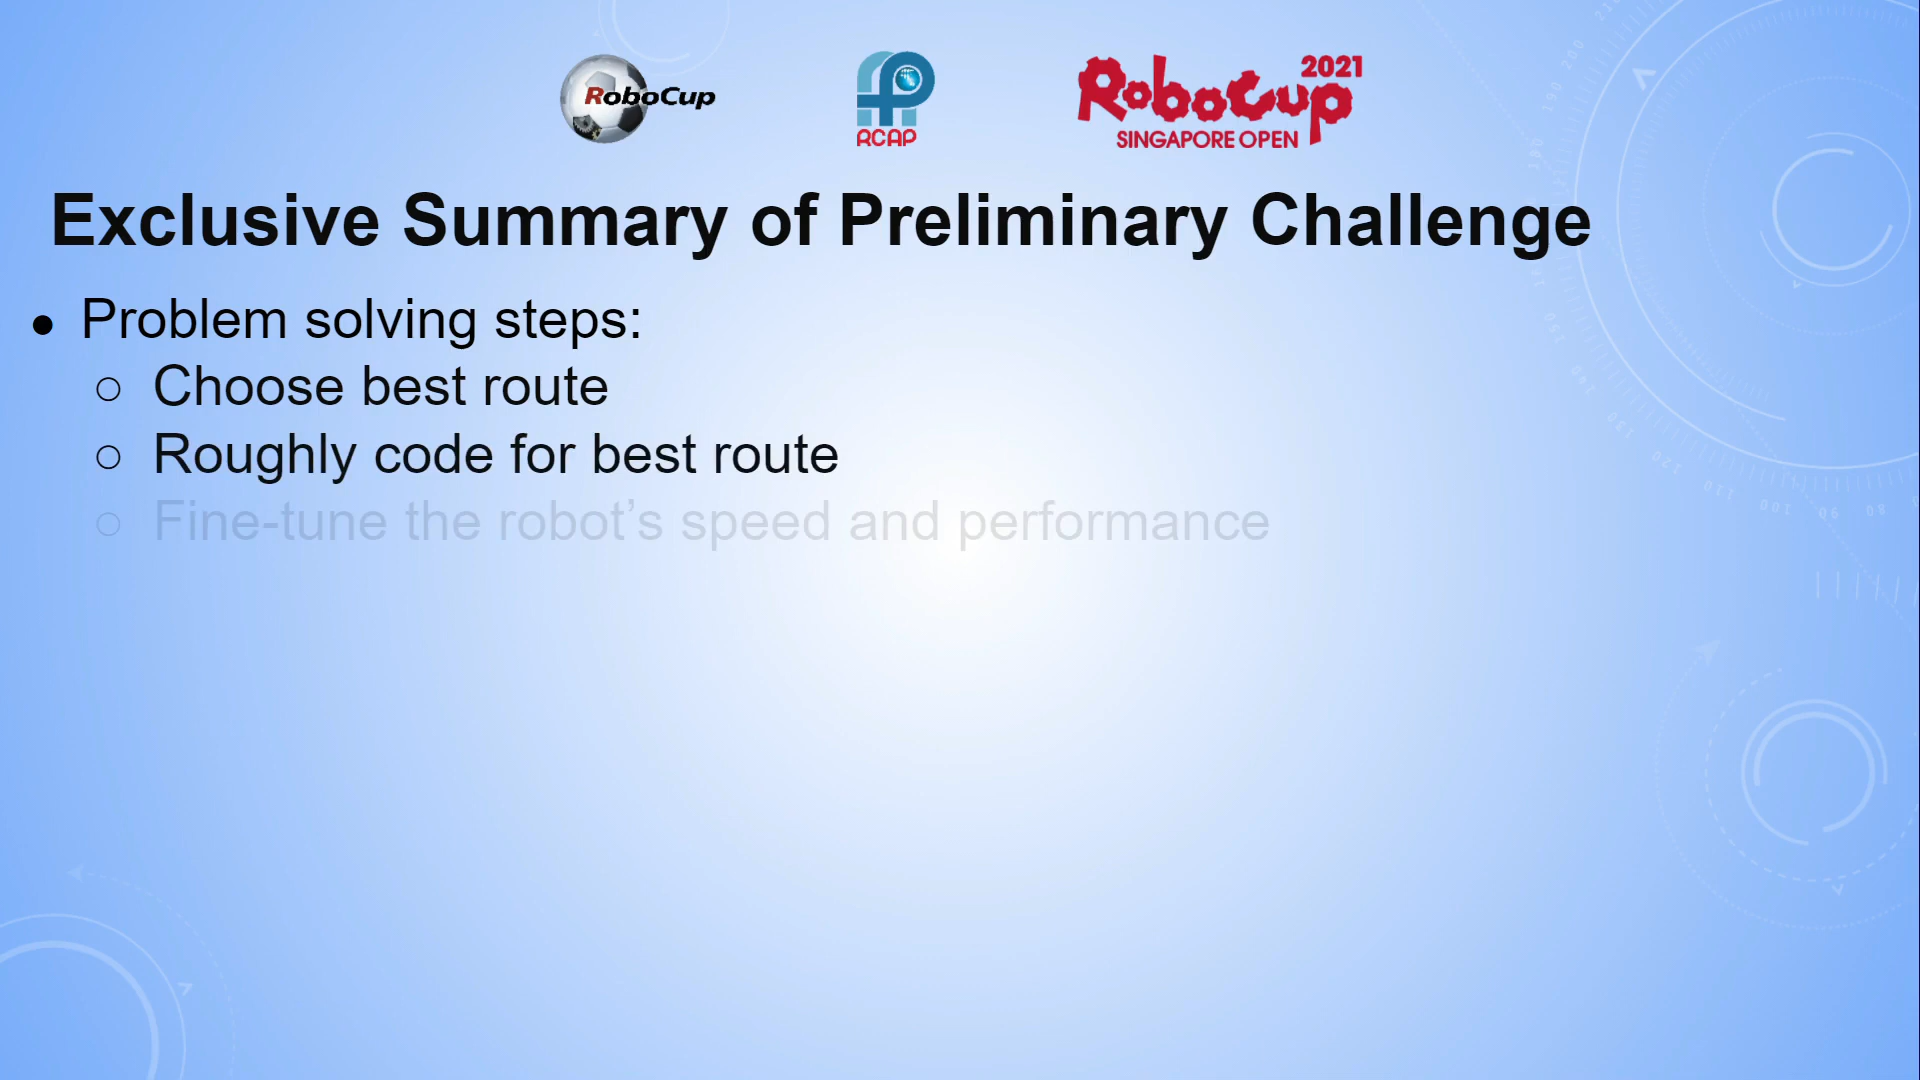 RoboCup
RCAP
RoboCup 2021
SINGAPORE OPEN
Exclusive Summary of Preliminary Challenge
● Problem solving steps:
○ Choose best route
○ Roughly code for best route
○ Fine-tune the robot’s speed and performance